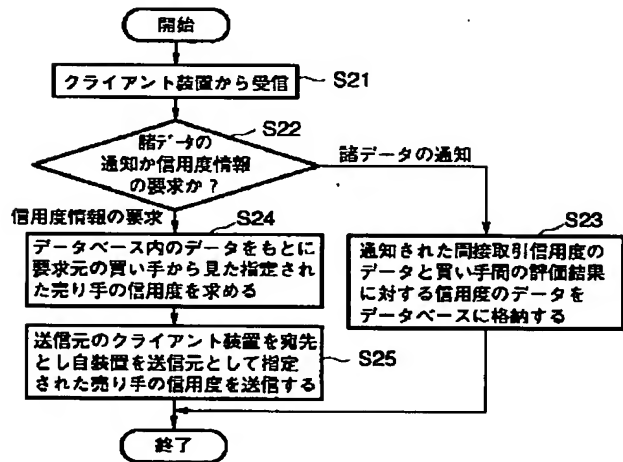 開始
クライアント装置から受信
S21
諸データの
通知か信用度情報
の要求か？
S22
諸データの通知
信用度情報の要求
S24
データベース内のデータをもとに
要求元の買い手から見た指定され
た売り手の信用度を求める
S23
通知された間接取引信用度の
データと買い手間の評価結果
に対する信用度のデータを
データベースに格納する
送信元のクライアント装置を宛先
とし自装置を送信元として指定
された売り手の信用度を送信する
S25
終了